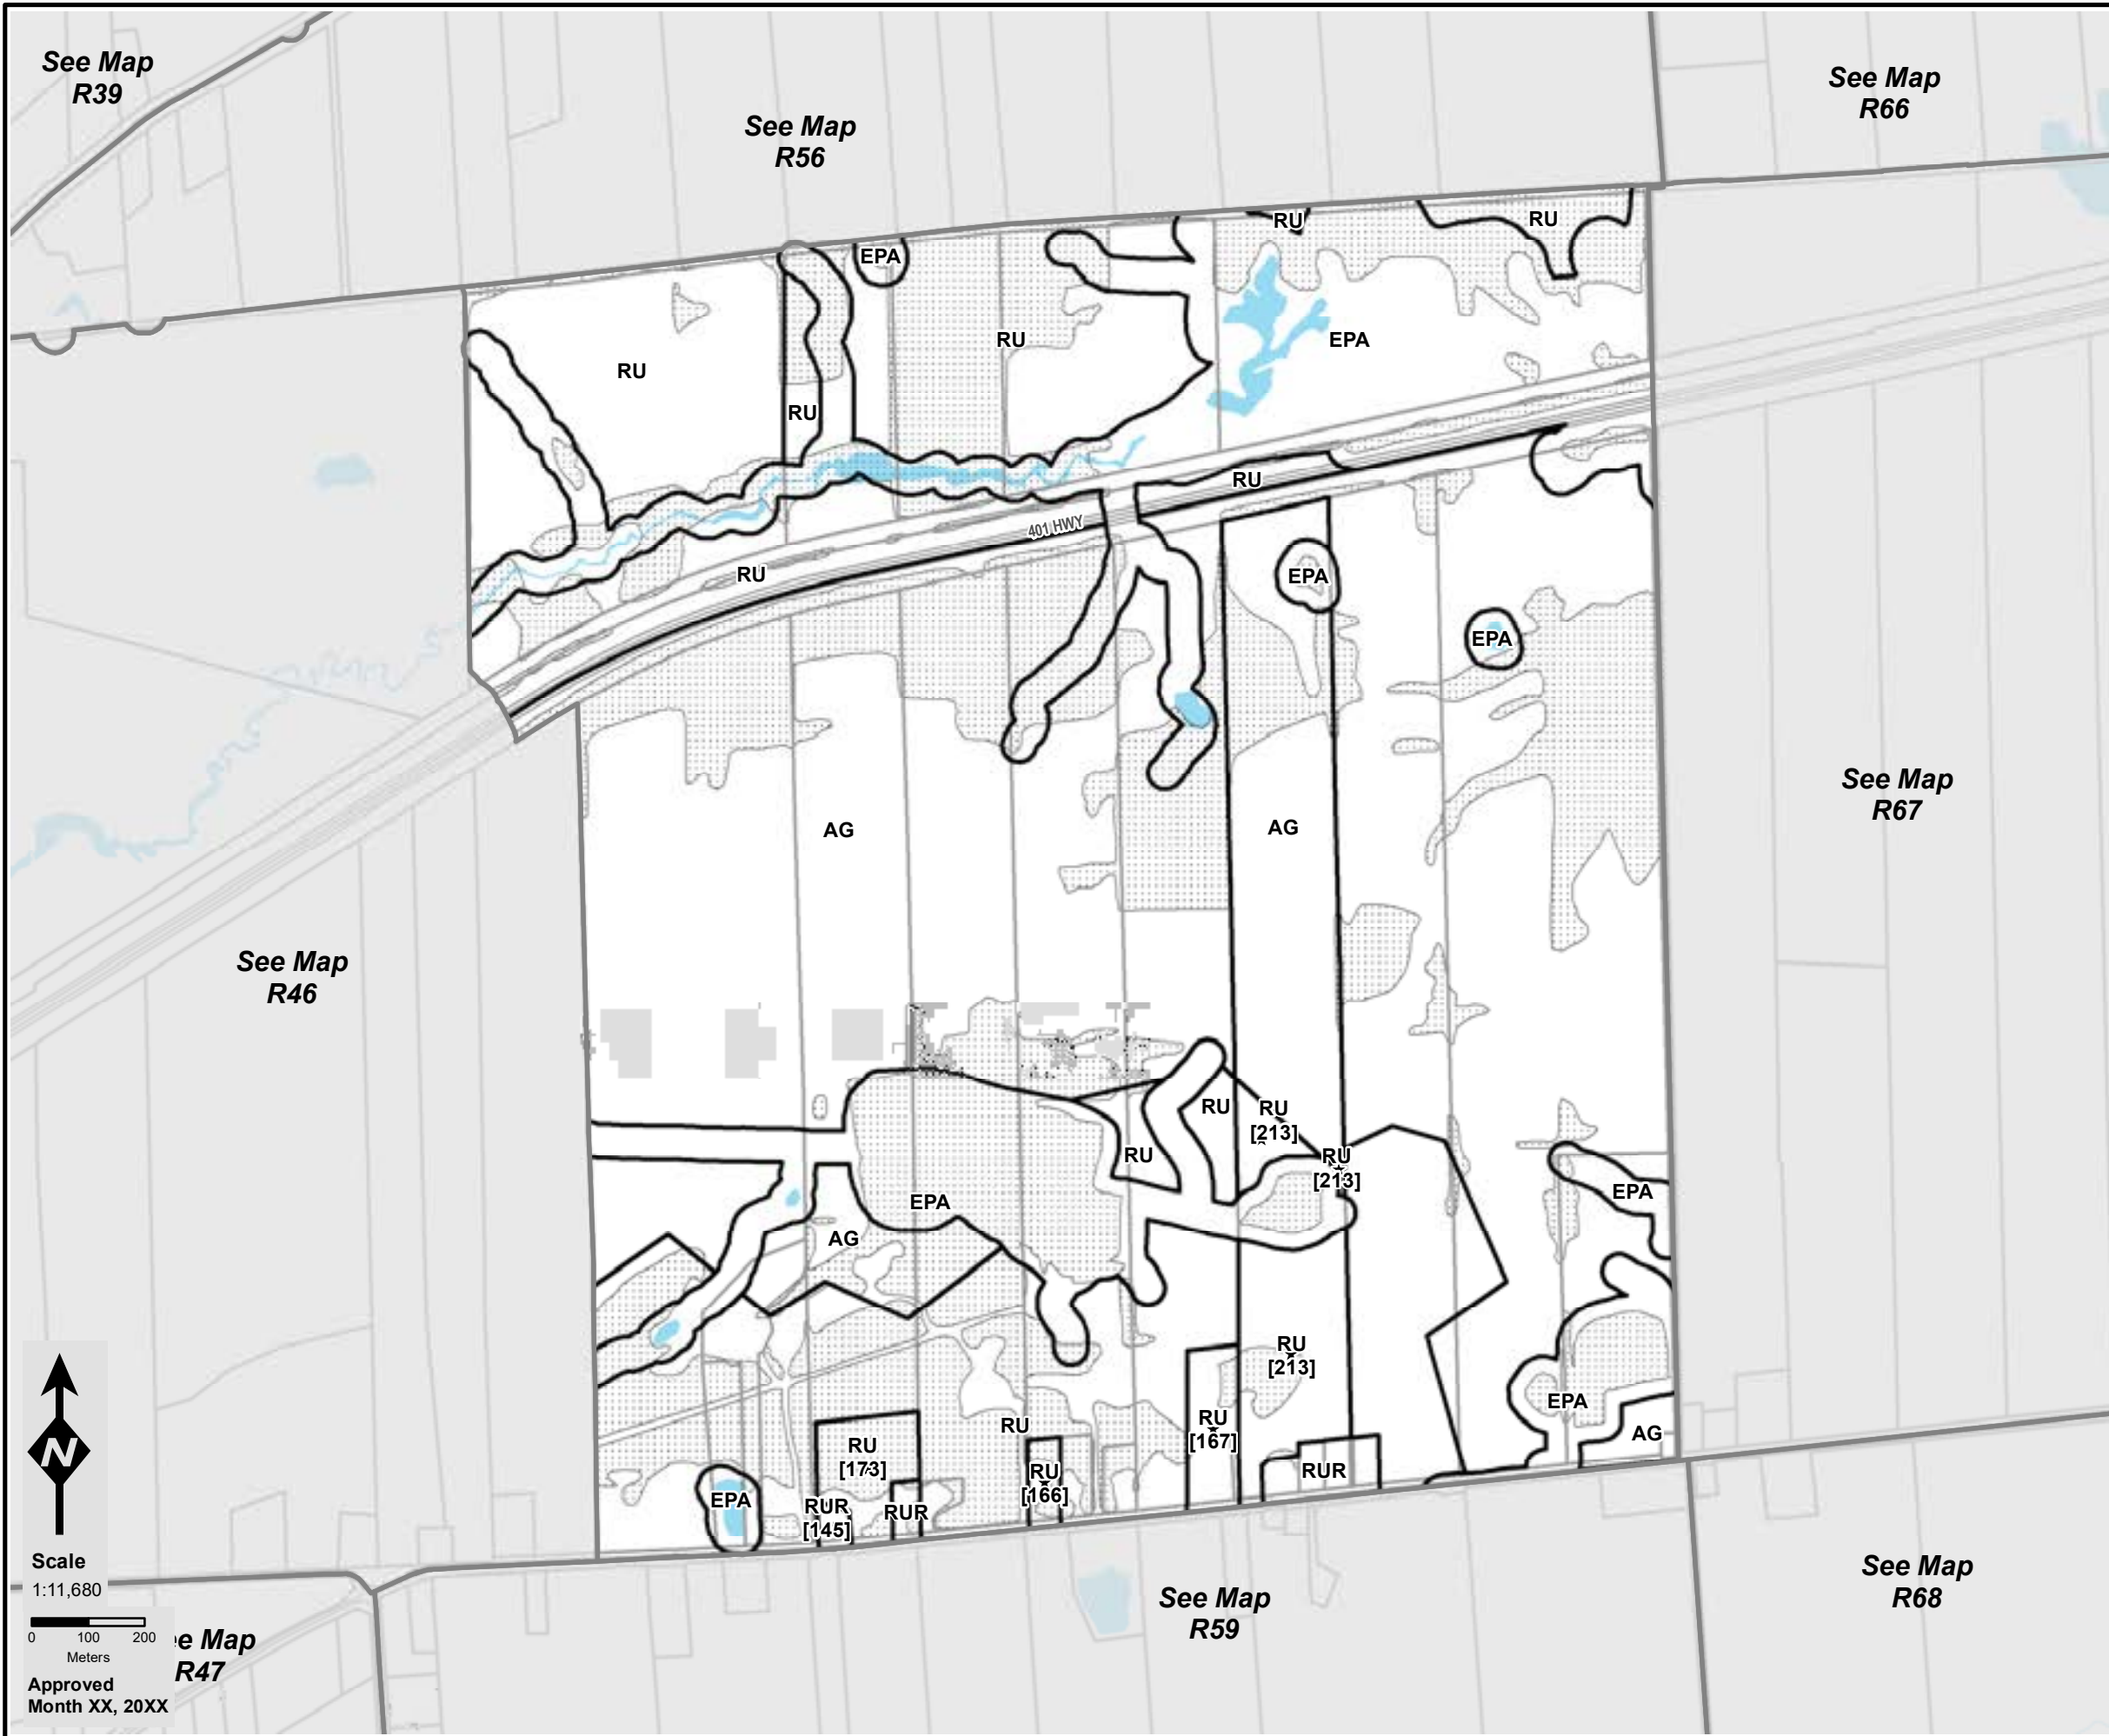 See Map
R39
See Map
R56
See Map
R66
RU
RU
EPA
RU
RU
EPA
RU
RU
RU
401 HWY
RU
EPA
EPA
See Map
R67
AG
AG
See Map
R46
RU
RU
[213]
RU
RU
[213]
EPA
EPA
AG
RU
[213]
EPA
RU
RU
[167]
AG
RU
[173]
RUR
RU
[166]
EPA
RUR
[145]
RUR
N
Scale
1:11,680
0 100 200
Meters
Approved
Month XX, 20XX
ee Map
R47
See Map
R59
See Map
R68